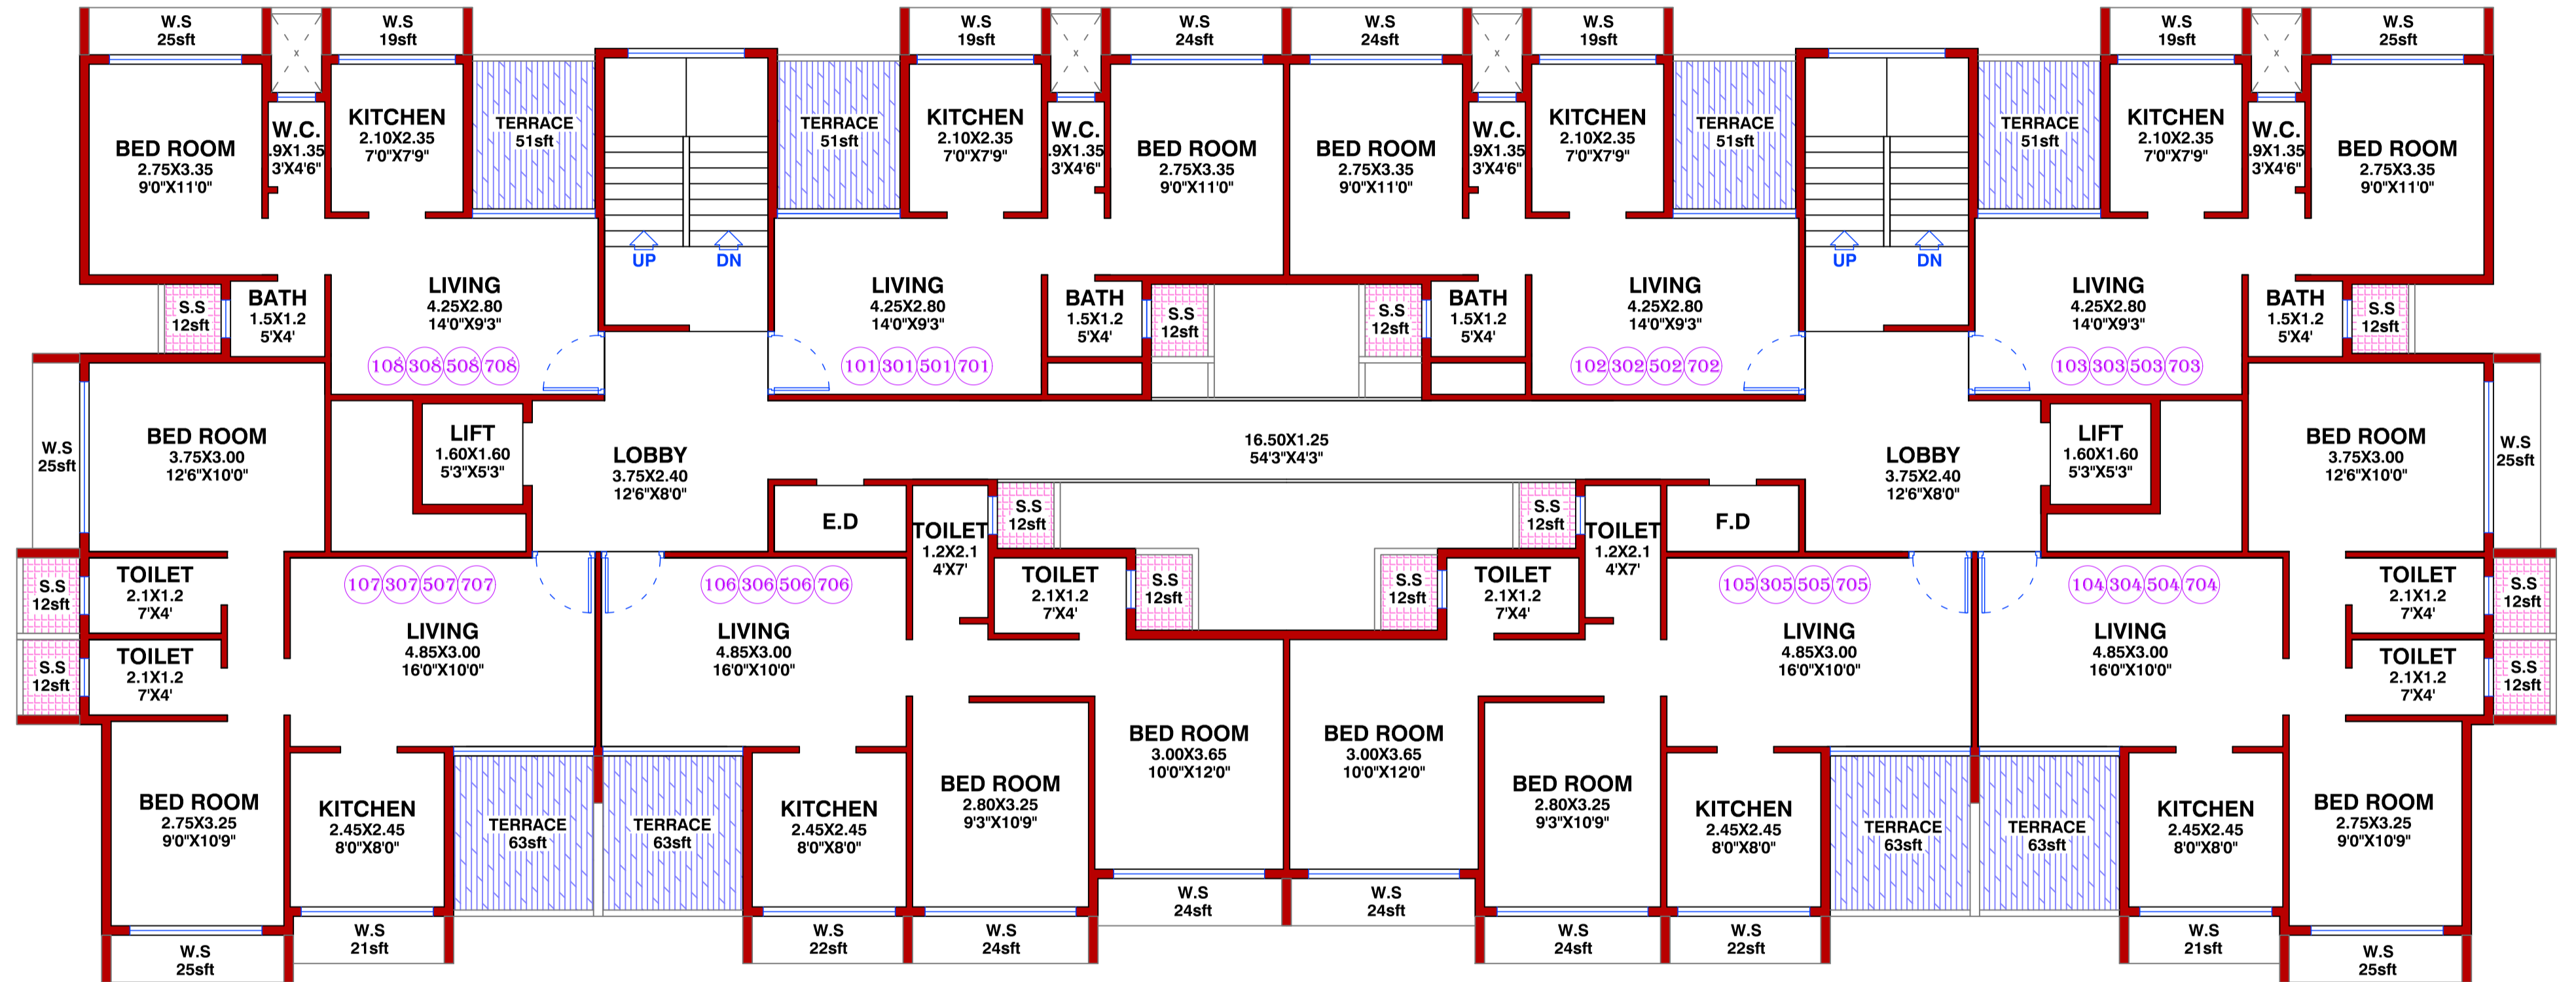 W.S
25sft
W.S
19sft
W.S
19sft
W.S
24sft
W.S
24sft
W.S
19sft
W.S
19sft
W.S
25sft
x
x
x
x
BED ROOM
2.75X3.35
9'0"X11'0"
W.C.
.9X1.35
3'X4'6"
KITCHEN
2.10X2.35
7'0"X7'9"
TERRACE
51sft
TERRACE
51sft
KITCHEN
2.10X2.35
7'0"X7'9"
W.C.
.9X1.35
3'X4'6"
BED ROOM
2.75X3.35
9'0"X11'0"
BED ROOM
2.75X3.35
9'0"X11'0"
W.C.
.9X1.35
3'X4'6"
KITCHEN
2.10X2.35
7'0"X7'9"
TERRACE
51sft
TERRACE
51sft
KITCHEN
2.10X2.35
7'0"X7'9"
W.C.
.9X1.35
3'X4'6"
BED ROOM
2.75X3.35
9'0"X11'0"
UP
DN
UP
DN
S.S
12sft
BATH
1.5X1.2
5'X4'
LIVING
4.25X2.80
14'0"X9'3"
108 308 508 708
LIVING
4.25X2.80
14'0"X9'3"
101 301 501 701
BATH
1.5X1.2
5'X4'
S.S
12sft
S.S
12sft
BATH
1.5X1.2
5'X4'
LIVING
4.25X2.80
14'0"X9'3"
102 302 502 702
LIVING
4.25X2.80
14'0"X9'3"
103 303 503 703
BATH
1.5X1.2
5'X4'
S.S
12sft
W.S
25sft
BED ROOM
3.75X3.00
12'6"X10'0"
LIFT
1.60X1.60
5'3"X5'3"
LOBBY
3.75X2.40
12'6"X8'0"
16.50X1.25
54'3"X4'3"
LOBBY
3.75X2.40
12'6"X8'0"
LIFT
1.60X1.60
5'3"X5'3"
BED ROOM
3.75X3.00
12'6"X10'0"
W.S
25sft
E.D
TOILET
1.2X2.1
4'X7'
S.S
12sft
S.S
12sft
TOILET
1.2X2.1
4'X7'
F.D
S.S
12sft
TOILET
2.1X1.2
7'X4'
107 307 507 707
106 306 506 706
TOILET
2.1X1.2
7'X4'
S.S
12sft
S.S
12sft
TOILET
2.1X1.2
7'X4'
105 305 505 705
104 304 504 704
TOILET
2.1X1.2
7'X4'
S.S
12sft
S.S
12sft
TOILET
2.1X1.2
7'X4'
LIVING
4.85X3.00
16'0"X10'0"
LIVING
4.85X3.00
16'0"X10'0"
LIVING
4.85X3.00
16'0"X10'0"
LIVING
4.85X3.00
16'0"X10'0"
TOILET
2.1X1.2
7'X4'
S.S
12sft
BED ROOM
2.75X3.25
9'0"X10'9"
KITCHEN
2.45X2.45
8'0"X8'0"
TERRACE
63sft
TERRACE
63sft
KITCHEN
2.45X2.45
8'0"X8'0"
BED ROOM
2.80X3.25
9'3"X10'9"
BED ROOM
3.00X3.65
10'0"X12'0"
BED ROOM
3.00X3.65
10'0"X12'0"
BED ROOM
2.80X3.25
9'3"X10'9"
KITCHEN
2.45X2.45
8'0"X8'0"
TERRACE
63sft
TERRACE
63sft
KITCHEN
2.45X2.45
8'0"X8'0"
BED ROOM
2.75X3.25
9'0"X10'9"
W.S
25sft
W.S
21sft
W.S
22sft
W.S
24sft
W.S
24sft
W.S
24sft
W.S
24sft
W.S
22sft
W.S
21sft
W.S
25sft